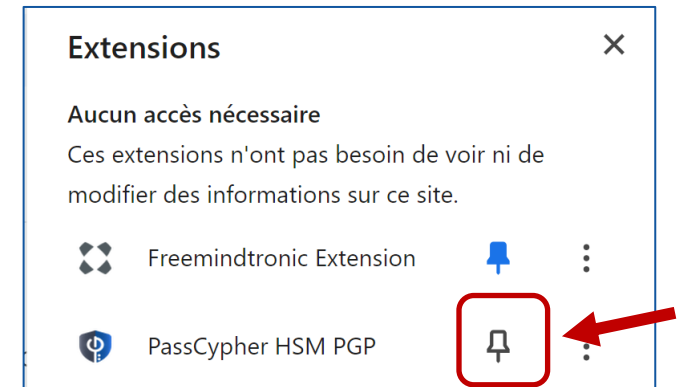 Extensions
Aucun accès nécessaire
Ces extensions n'ont pas besoin de voir ni de
modifier des informations sur ce site.
Freemindtronic Extension
PassCypher HSM PGP